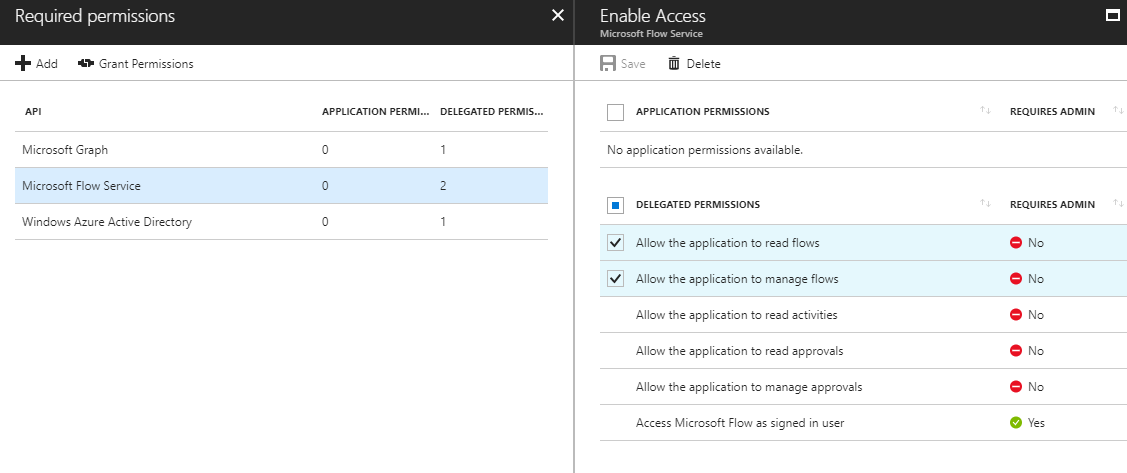 Required permissions
Add Grant Permissions
API APPLICATION PERMI... DELEGATED PERMIS...
Microsoft Graph 0 1
Microsoft Flow Service 0 2
Windows Azure Active Directory 0 1
Enable Access
Microsoft Flow Service
Save Delete
APPLICATION PERMISSIONS REQUIRES ADMIN
No application permissions available.
DELEGATED PERMISSIONS REQUIRES ADMIN
Allow the application to read flows No
Allow the application to manage flows No
Allow the application to read activities No
Allow the application to read approvals No
Allow the application to manage approvals No
Access Microsoft Flow as signed in user Yes